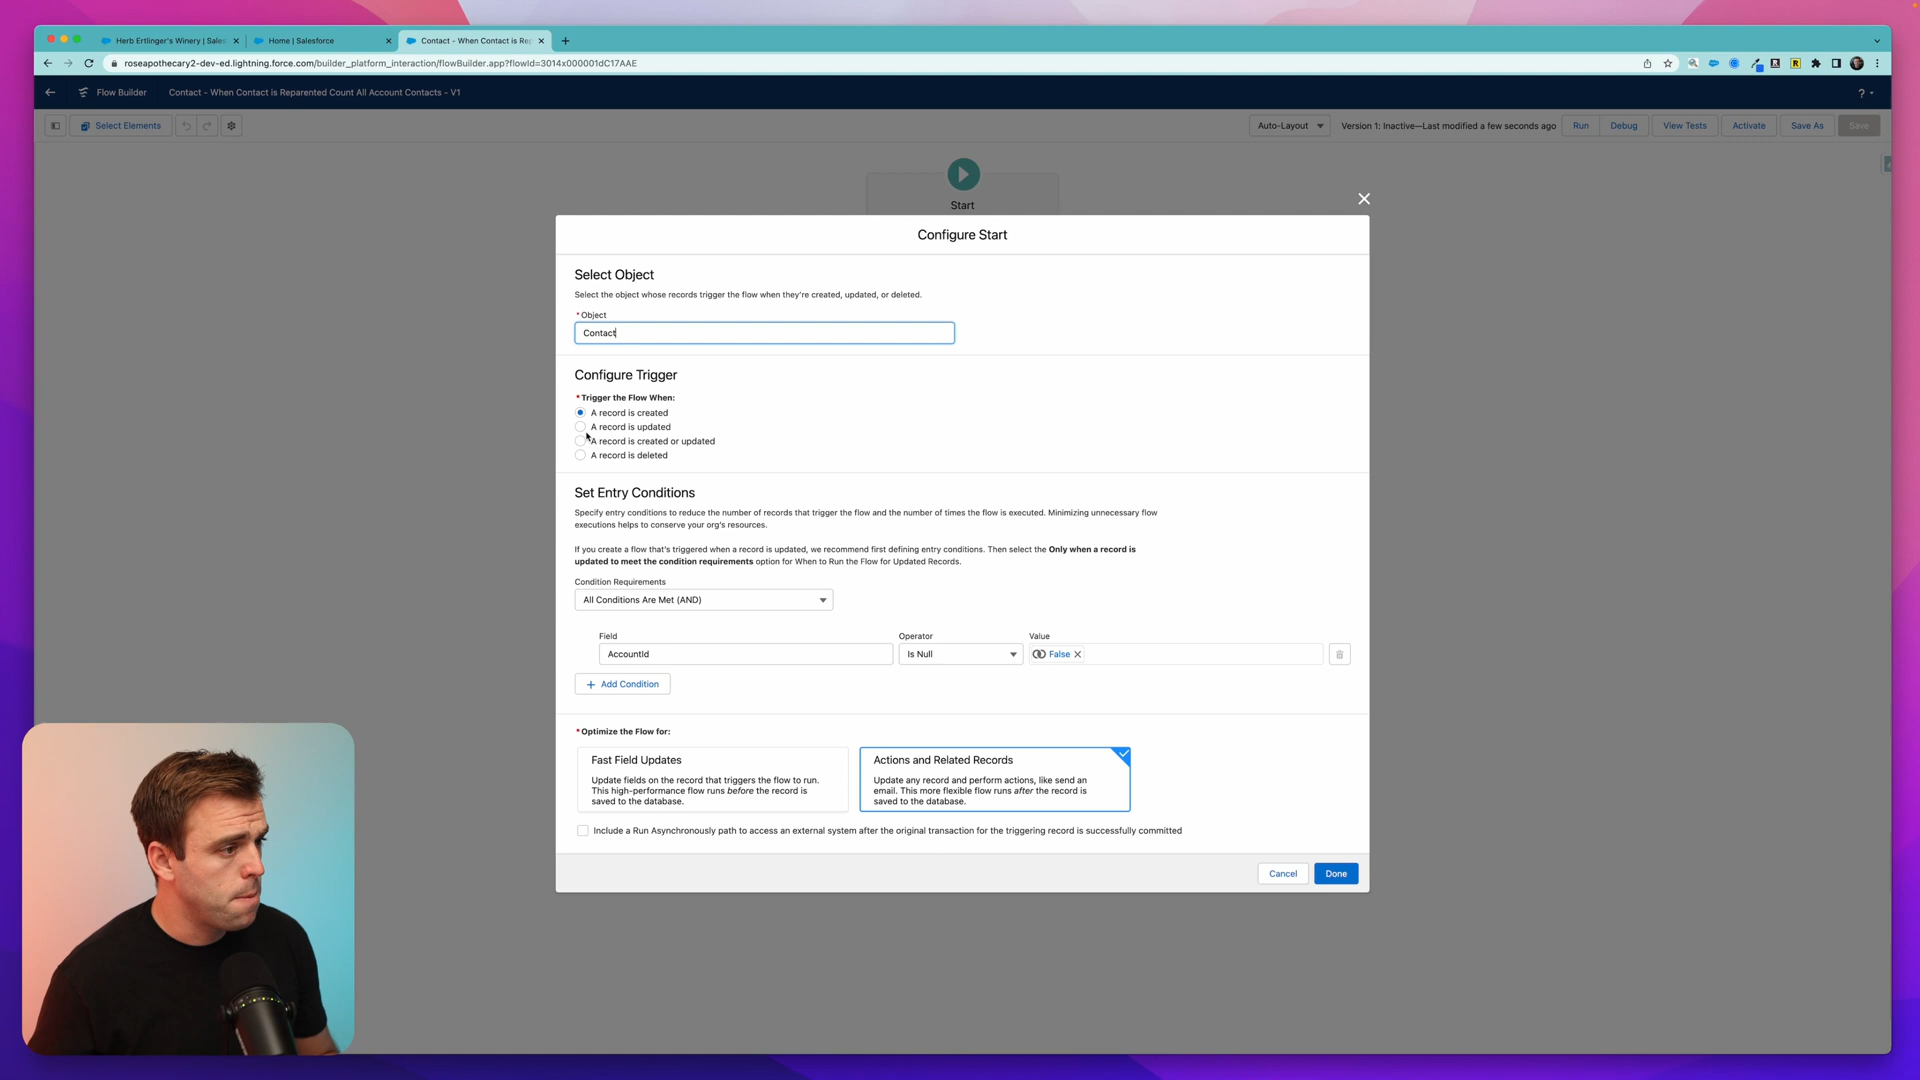 Herb Ertlinger's Winery | Sales
Home | Salesforce
Contact - When Contact is Rep
roseapothecary2-dev-ed.lightning.force.com/builder_platform_interaction/flowBuilder.app?flowId=3014x000001dC17AAE
Flow Builder
Contact - When Contact is Reparented Count All Account Contacts - V1
?
Select Elements
Auto-Layout
Version 1: Inactive—Last modified a few seconds ago
Run
Debug
View Tests
Activate
Save As
Save
Start
Configure Start
Select Object
Select the object whose records trigger the flow when they're created, updated, or deleted.
* Object
Contact
Configure Trigger
* Trigger the Flow When:
A record is created
A record is updated
A record is created or updated
A record is deleted
Set Entry Conditions
Specify entry conditions to reduce the number of records that trigger the flow and the number of times the flow is executed. Minimizing unnecessary flow
executions helps to conserve your org's resources.
If you create a flow that's triggered when a record is updated, we recommend first defining entry conditions. Then select the Only when a record is
updated to meet the condition requirements option for When to Run the Flow for Updated Records.
Condition Requirements
All Conditions Are Met (AND)
Field
Operator
Value
AccountId
Is Null
False
+ Add Condition
* Optimize the Flow for:
Fast Field Updates
Update fields on the record that triggers the flow to run.
This high-performance flow runs before the record is
saved to the database.
Actions and Related Records
Update any record and perform actions, like send an
email. This more flexible flow runs after the record is
saved to the database.
Include a Run Asynchronously path to access an external system after the original transaction for the triggering record is successfully committed
Cancel
Done